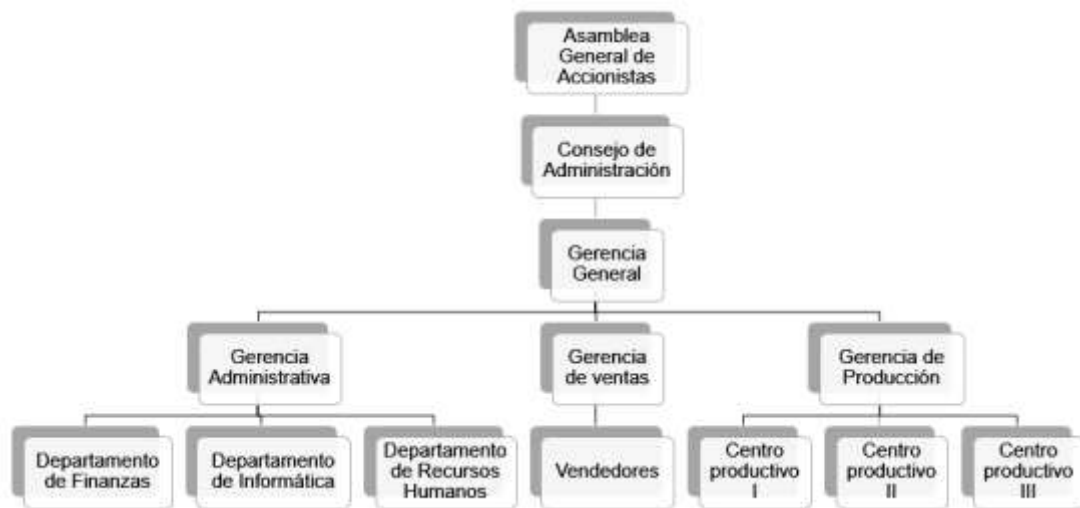 Asamblea
General de
Accionistas
Consejo de
Administración
Gerencia
General
Gerencia
Administrativa
Gerencia
de ventas
Gerencia de
Producción
Departamento
de Finanzas
Departamento
de Informática
Departamento
de Recursos
Humanos
Vendedores
Centro
productivo
I
Centro
productivo
II
Centro
productivo
III